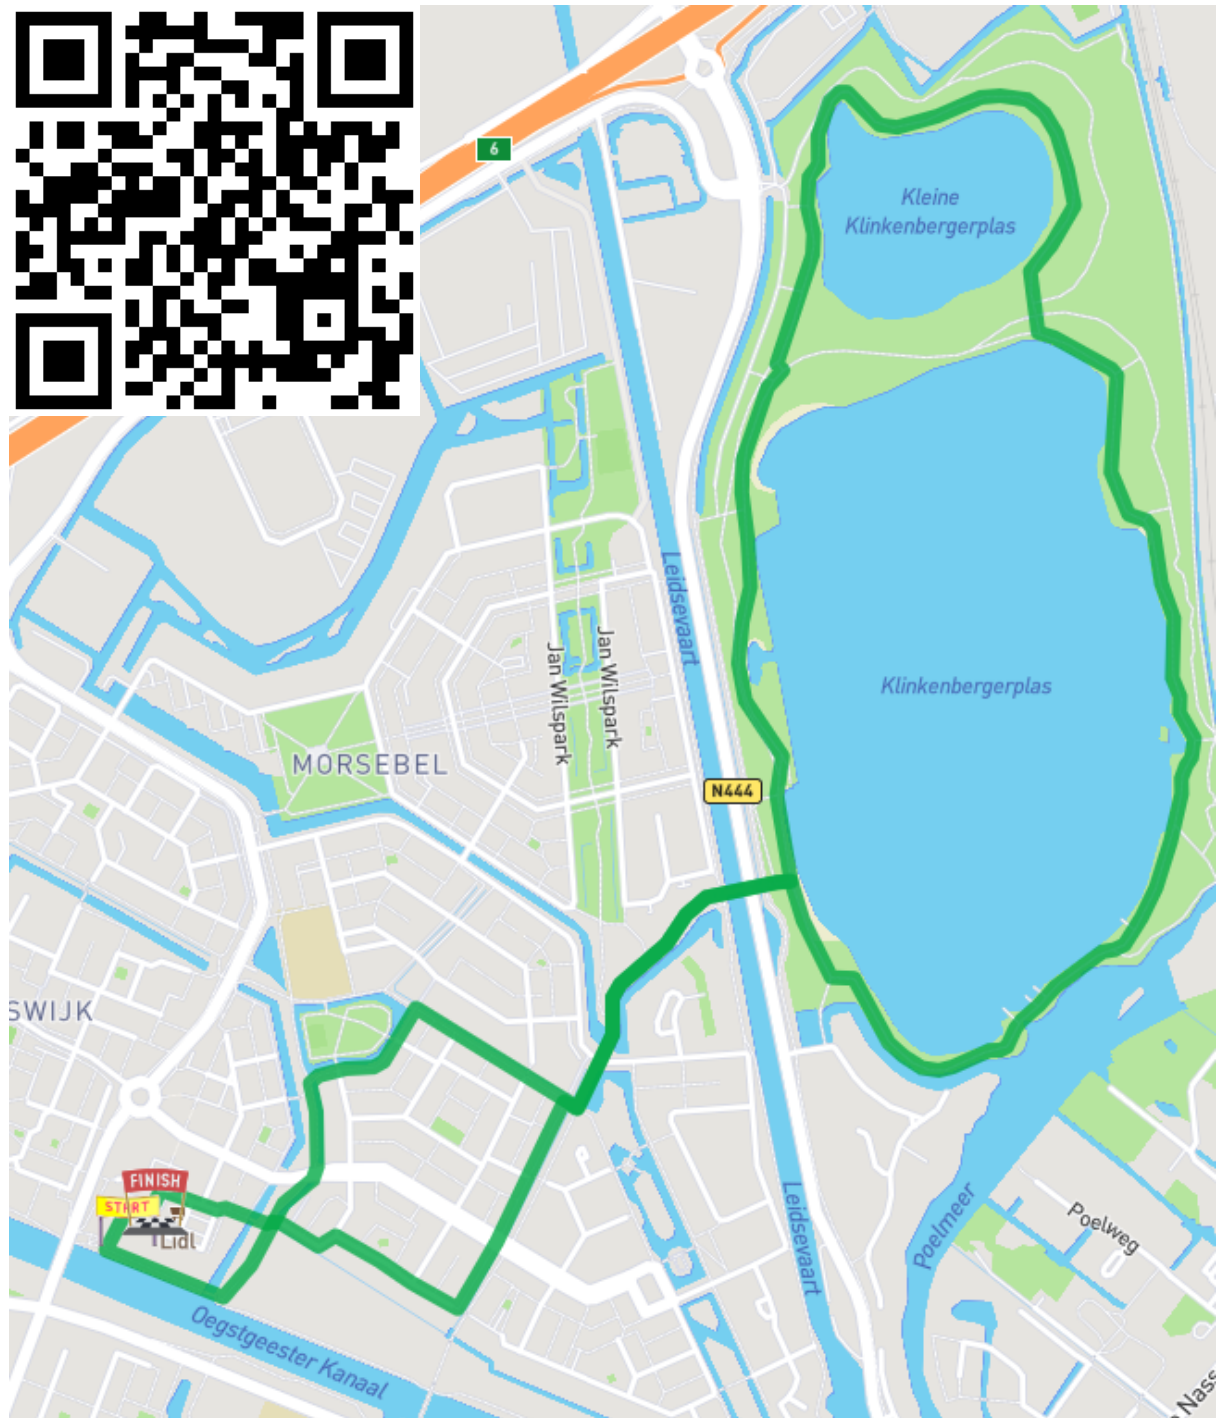 6
Kleine
Klinkenbergerplas
Leidsevaart
Jan Wilspark
Jan Wilspark
Klinkenbergerplas
MORSEBEL
N444
SWIJK
FINISH
START
Lidl
Leidsevaart
Poelmeer
Poelweg
Oegstgeester Kanaal
Nass